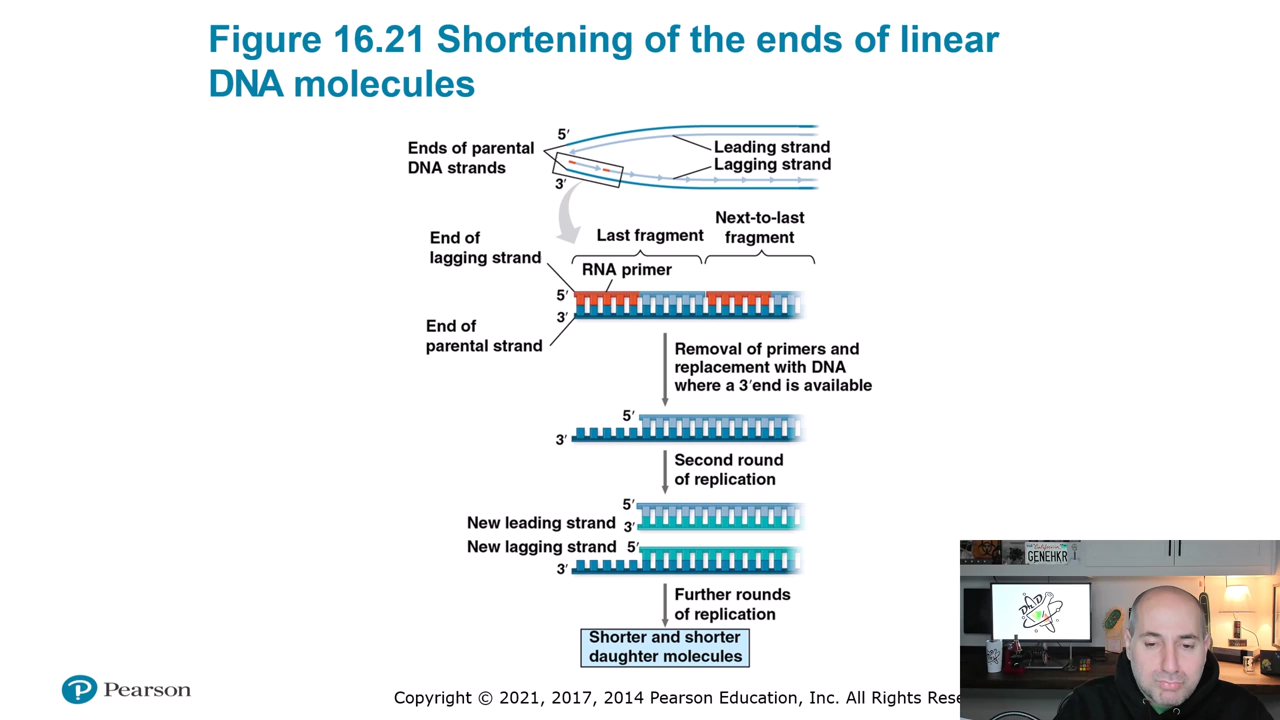 Figure 16.21 Shortening of the ends of linear
DNA molecules
5′
Ends of parental
DNA strands
Leading strand
Lagging strand
3′
End of
lagging strand
Last fragment
Next-to-last
fragment
RNA primer
5′
3′
End of
parental strand
Removal of primers and
replacement with DNA
where a 3′end is available
5′
3′
Second round
of replication
5′
New leading strand
3′
New lagging strand
5′
3′
Further rounds
of replication
Shorter and shorter
daughter molecules
Pearson
Copyright © 2021, 2017, 2014 Pearson Education, Inc. All Rights
California
GENEHKR